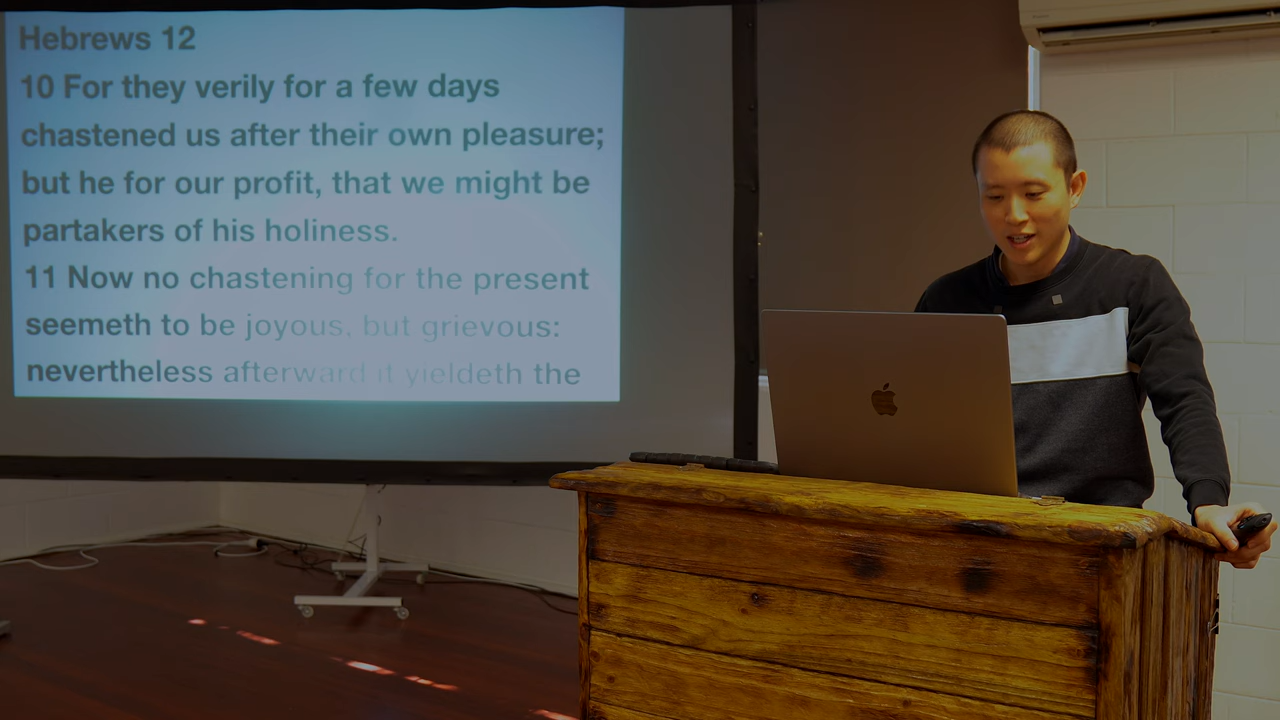 Hebrews 12
10 For they verily for a few days
chastened us after their own pleasure;
but he for our profit, that we might be
partakers of his holiness.
11 Now no chastening for the present
seemeth to be joyous, but grievous:
nevertheless afterward it yieldeth the